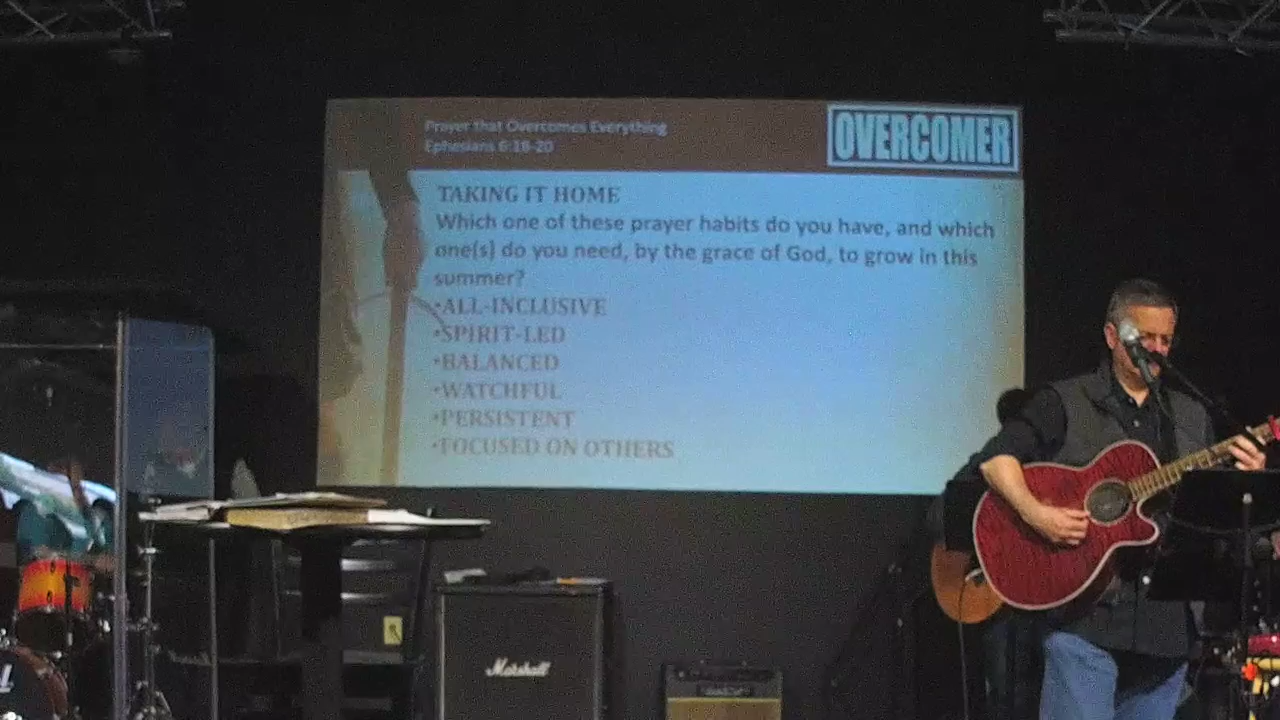 Prayer that Overcomes Everything
Ephesians 6:18-20
OVERCOMER
TAKING IT HOME
Which one of these prayer habits do you have, and which
one(s) do you need, by the grace of God, to grow in this
summer?
•ALL-INCLUSIVE
•SPIRIT-LED
•BALANCED
•WATCHFUL
•PERSISTENT
•FOCUSED ON OTHERS
Marshall